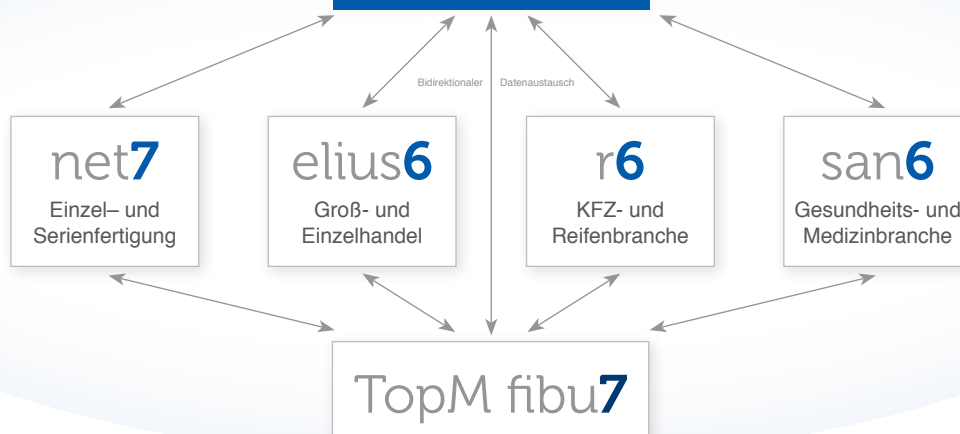 Bidirektionaler Datenaustausch
net7
Einzel– und
Serienfertigung
elius6
Groß- und
Einzelhandel
r6
KFZ- und
Reifenbranche
san6
Gesundheits- und
Medizinbranche
TopM fibu7